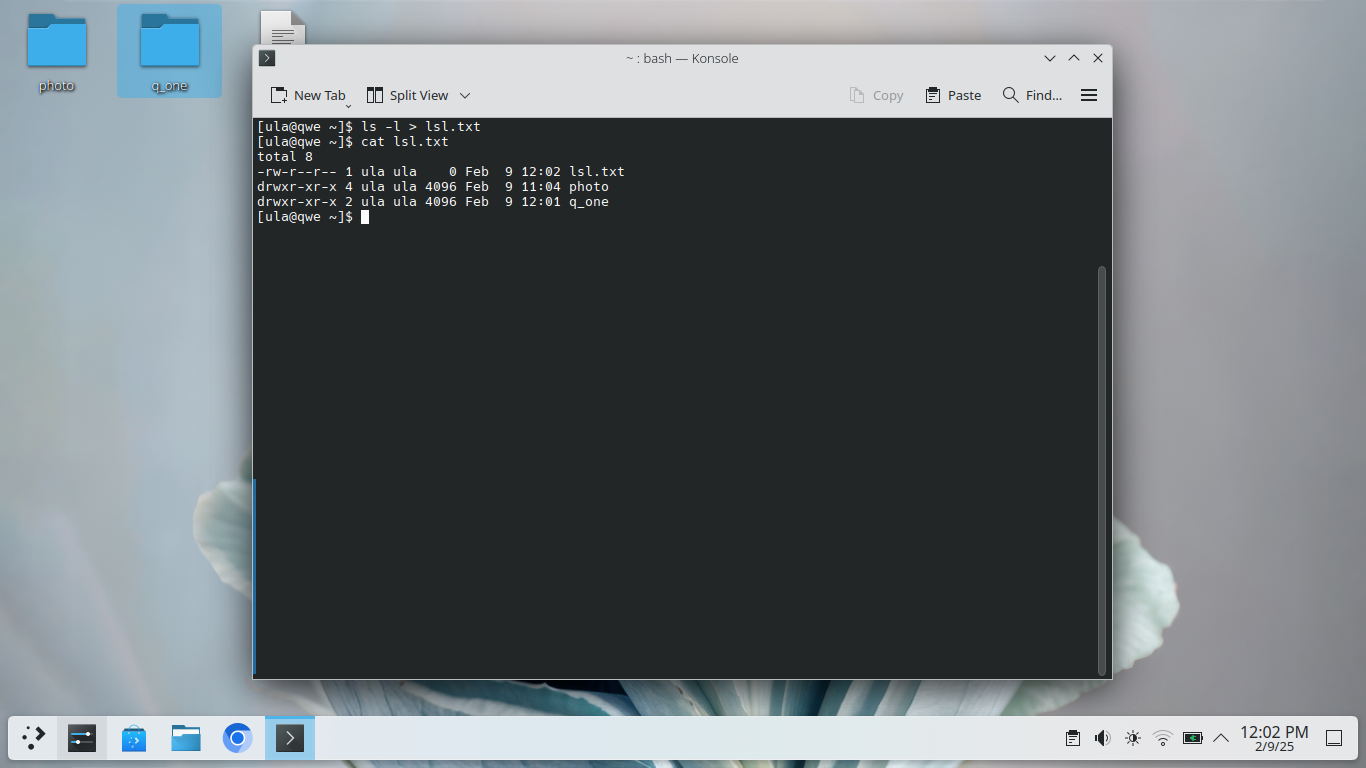 photo
q_one
~ : bash — Konsole
New Tab
Split View
Copy
Paste
Find...
[ula@qwe ~]$ ls -l > lsl.txt
[ula@qwe ~]$ cat lsl.txt
total 8
-rw-r--r-- 1 ula ula    0 Feb  9 12:02 lsl.txt
drwxr-xr-x 4 ula ula 4096 Feb  9 11:04 photo
drwxr-xr-x 2 ula ula 4096 Feb  9 12:01 q_one
[ula@qwe ~]$
12:02 PM
2/9/25